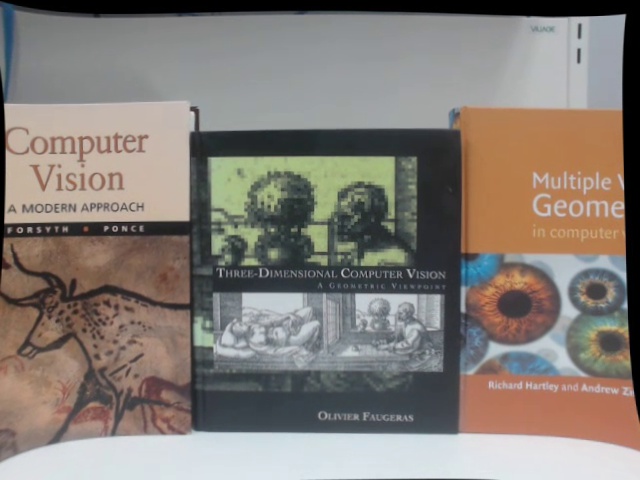 Computer
Vision
A MODERN APPROACH
FORSYTH • PONCE
THREE-DIMENSIONAL COMPUTER VISION
A GEOMETRIC VIEWPOINT
OLIVIER FAUGERAS
Multiple V
Geome
in computer v
Richard Hartley and Andrew Zi